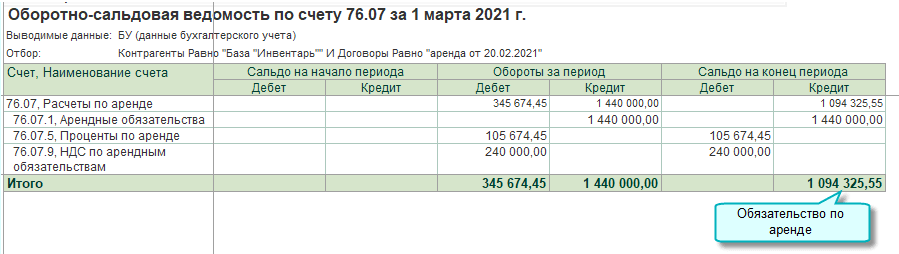 Оборотно-сальдовая ведомость по счету 76.07 за 1 марта 2021 г.
Выводимые данные: БУ (данные бухгалтерского учета)
Отбор: Контрагенты Равно "База "Инвентарь"" И Договоры Равно "аренда от 20.02.2021"
Счет, Наименование счета Сальдо на начало периода Обороты за период Сальдо на конец периода
Дебет Кредит Дебет Кредит Дебет Кредит
76.07, Расчеты по аренде 345 674,45 1 440 000,00 1 094 325,55
76.07.1, Арендные обязательства 1 440 000,00 1 440 000,00
76.07.5, Проценты по аренде 105 674,45 105 674,45
76.07.9, НДС по арендным 240 000,00 240 000,00
обязательствам
Итого 345 674,45 1 440 000,00 1 094 325,55
Обязательство по
аренде